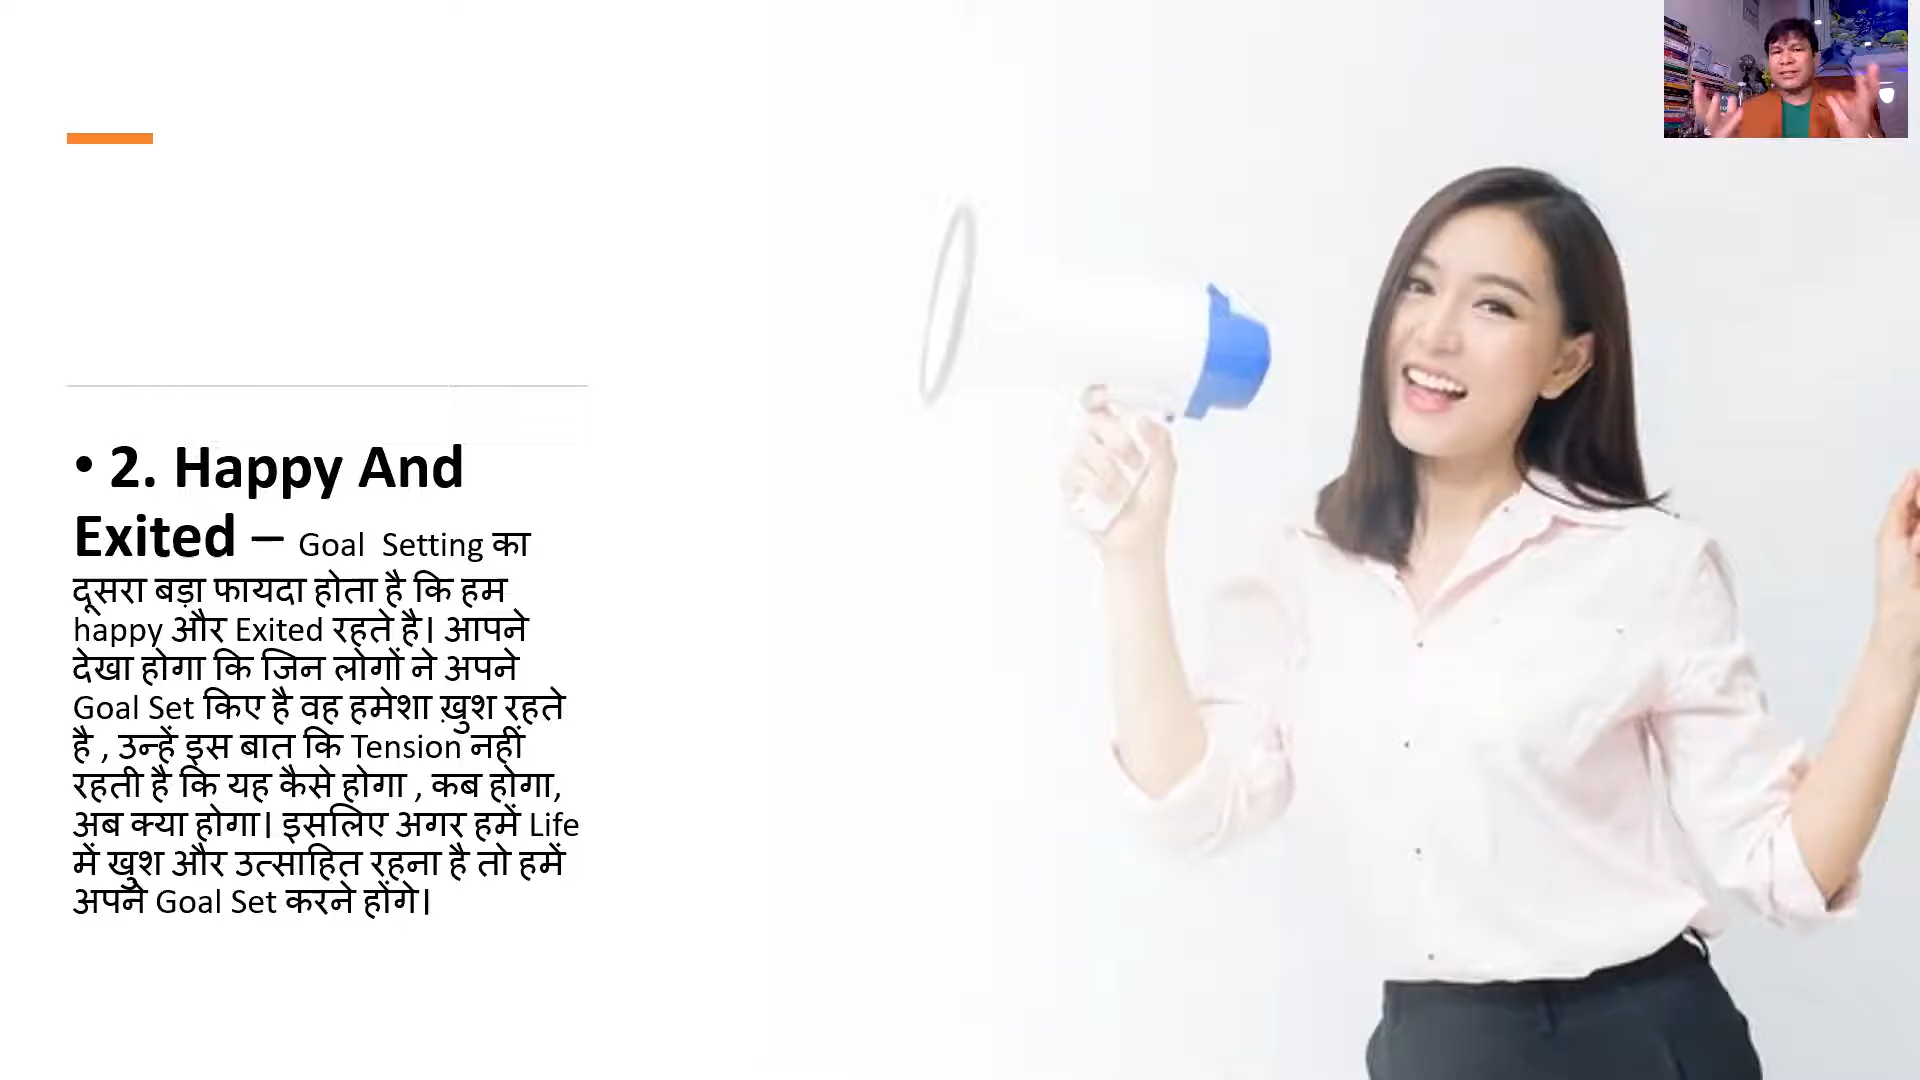 • 2. Happy And
Exited – Goal  Setting का
दूसरा बड़ा फायदा होता है कि हम
happy और Exited रहते है। आपने
देखा होगा कि जिन लोगों ने अपने
Goal Set किए है वह हमेशा ख़ुश रहते
है , उन्हें इस बात कि Tension नहीं
रहती है कि यह कैसे होगा , कब होगा,
अब क्या होगा। इसलिए अगर हमें Life
में खुश और उत्साहित रहना है तो हमें
अपने Goal Set करने होंगे।